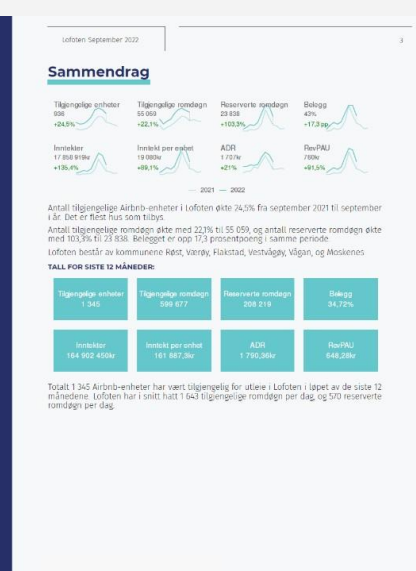 Lofoten September 2022
3
Sammendrag
Tilgjengelige enheter Tilgjengelige romdøgn Reserverte romdøgn Belegg
936 55 059 23 838 43%
+24,5% +22,1% +103,3% +17,3 pp
Inntekter Inntekt per enhet ADR RevPAU
17 858 919kr 19 080kr 1 707kr
+135,4% +89,1% +21% +91,5%
2021 2022
Antall tilgjengelige Airbnb-enheter i Lofoten økte 24,5% fra september 2021 til september
i år. Det er flest hus som tilbys.
Antall tilgjengelige romdøgn økte med 22,1% til 55 059, og antall reserverte romdøgn økte
med 103,3% til 23 838. Belegget er opp 17,3 prosentpoeng i samme periode
Lofoten består av kommunene Røst, Værøy, Flakstad, Vestvågøy, Vågan, og Moskenes
TALL FOR SISTE 12 MÅNEDER:
Tilgjengelige enheter Tilgjengelige romdøgn Reserverte romdøgn Belegg
1 345 599 677 208 219 34,72%
Inntekter Inntekt per enhet ADR RevPAU
164 902 450kr
Totalt 1 345 Airbnb-enheter har vært tilgjengelig for utleie i Lofoten i løpet av de siste 12
månedene. Lofoten har i snitt hatt 1 643 tilgjengelige romdøgn per dag, og 570 reserverte
romdøgn per dag.